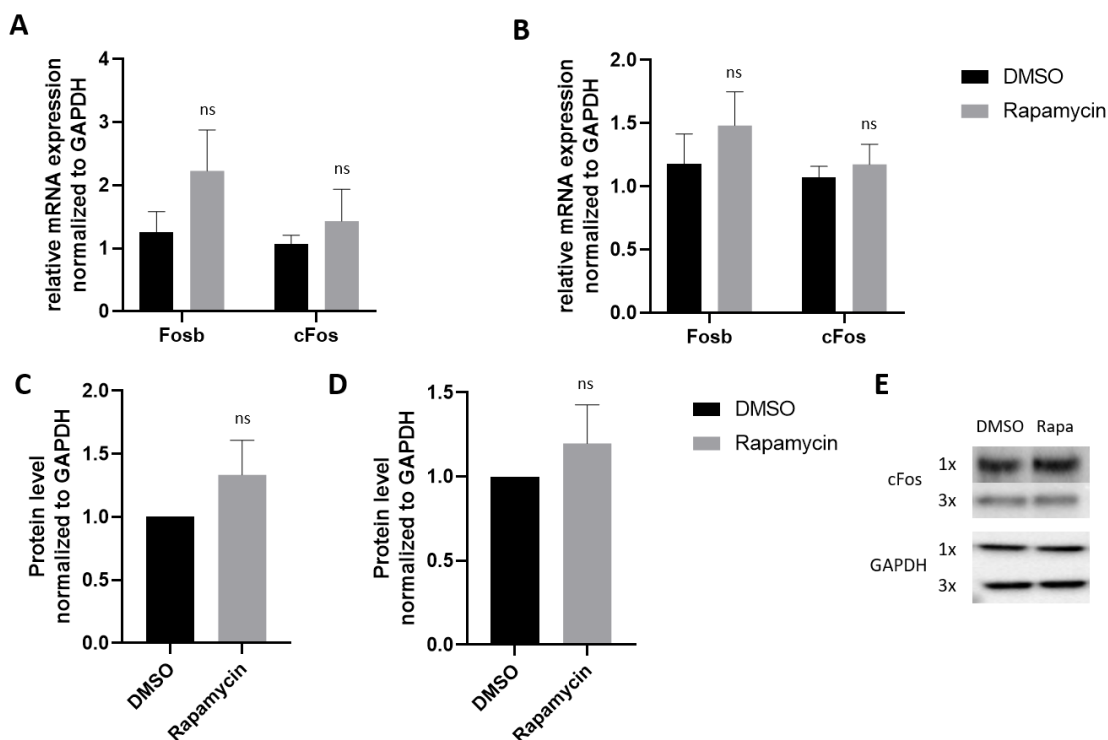 A
relative mRNA expression
normalized to GAPDH
4
3
2
1
0
ns
ns
Fosb
cFos
B
relative mRNA expression
normalized to GAPDH
2.0
1.5
1.0
0.5
0.0
ns
ns
Fosb
cFos
DMSO
Rapamycin
C
Protein level
normalized to GAPDH
2.0
1.5
1.0
0.5
0.0
ns
DMSO
Rapamycin
D
Protein level
normalized to GAPDH
1.5
1.0
0.5
0.0
ns
DMSO
Rapamycin
DMSO
Rapamycin
E
DMSO Rapa
cFos
1x
3x
GAPDH
1x
3x